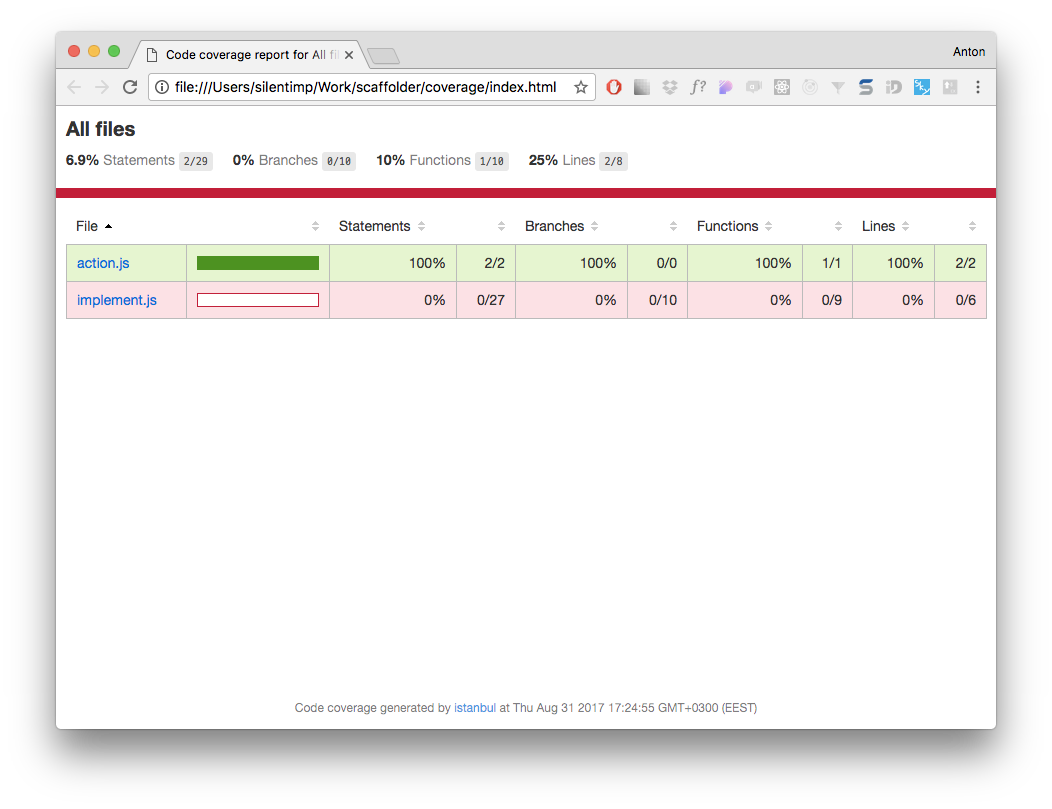 Code coverage report for All fi
Anton
file:///Users/silentimp/Work/scaffolder/coverage/index.html
f?
All files
6.9% Statements 2/29 0% Branches 0/10 10% Functions 1/10 25% Lines 2/8
File Statements Branches Functions Lines
action.js 100% 2/2 100% 0/0 100% 1/1 100% 2/2
implement.js 0% 0/27 0% 0/10 0% 0/9 0% 0/6
Code coverage generated by istanbul at Thu Aug 31 2017 17:24:55 GMT+0300 (EEST)